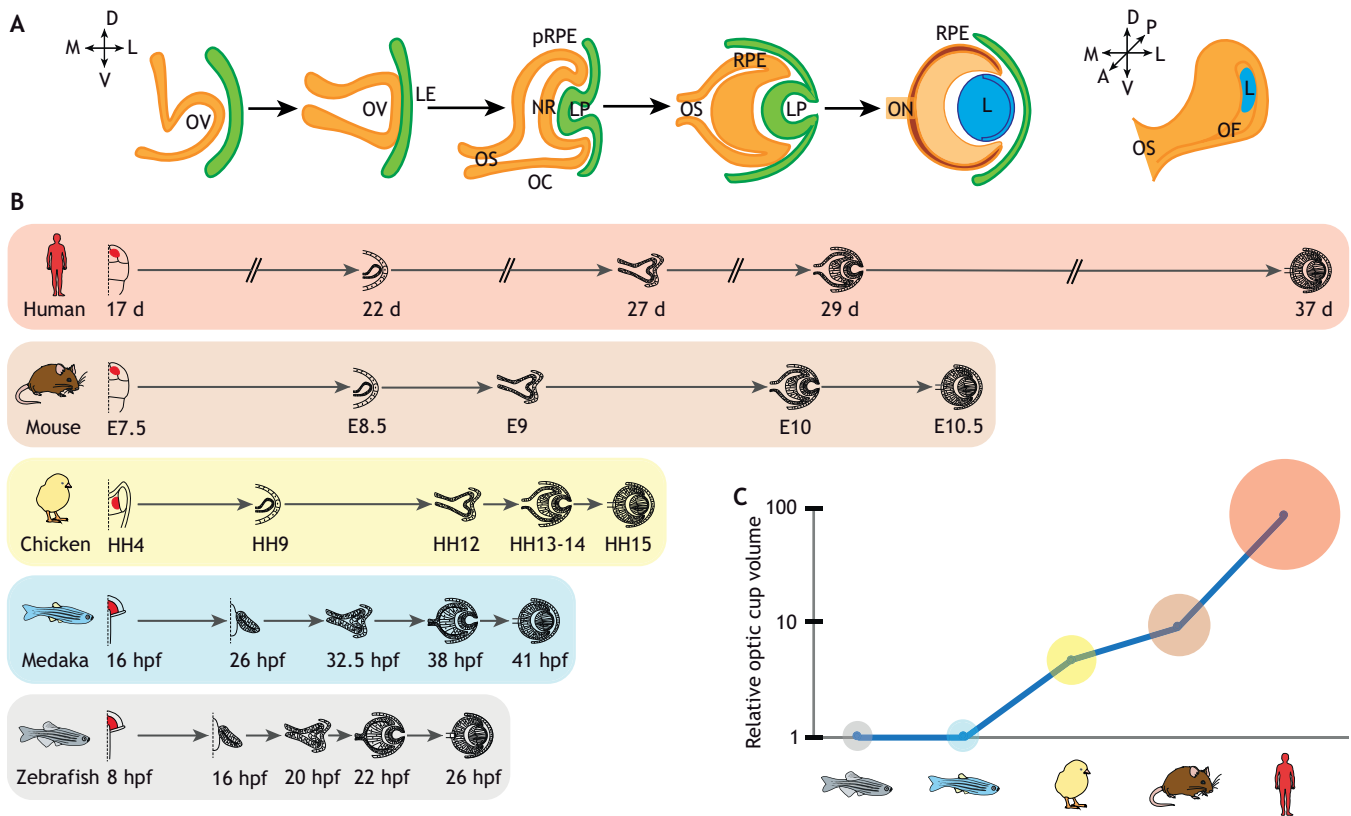 A
D
M L
V
OV
OV
LE
pRPE
NR
LP
OS
OC
RPE
OS
LP
RPE
ON
L
D
P
M L
A
V
L
OF
OS
B
Human
17 d 22 d 27 d 29 d 37 d
Mouse
E7.5 E8.5 E9 E10 E10.5
Chicken
HH4 HH9 HH12 HH13-14 HH15
Medaka
16 hpf 26 hpf 32.5 hpf 38 hpf 41 hpf
Zebrafish
8 hpf 16 hpf 20 hpf 22 hpf 26 hpf
C
Relative optic cup volume
100
10
1